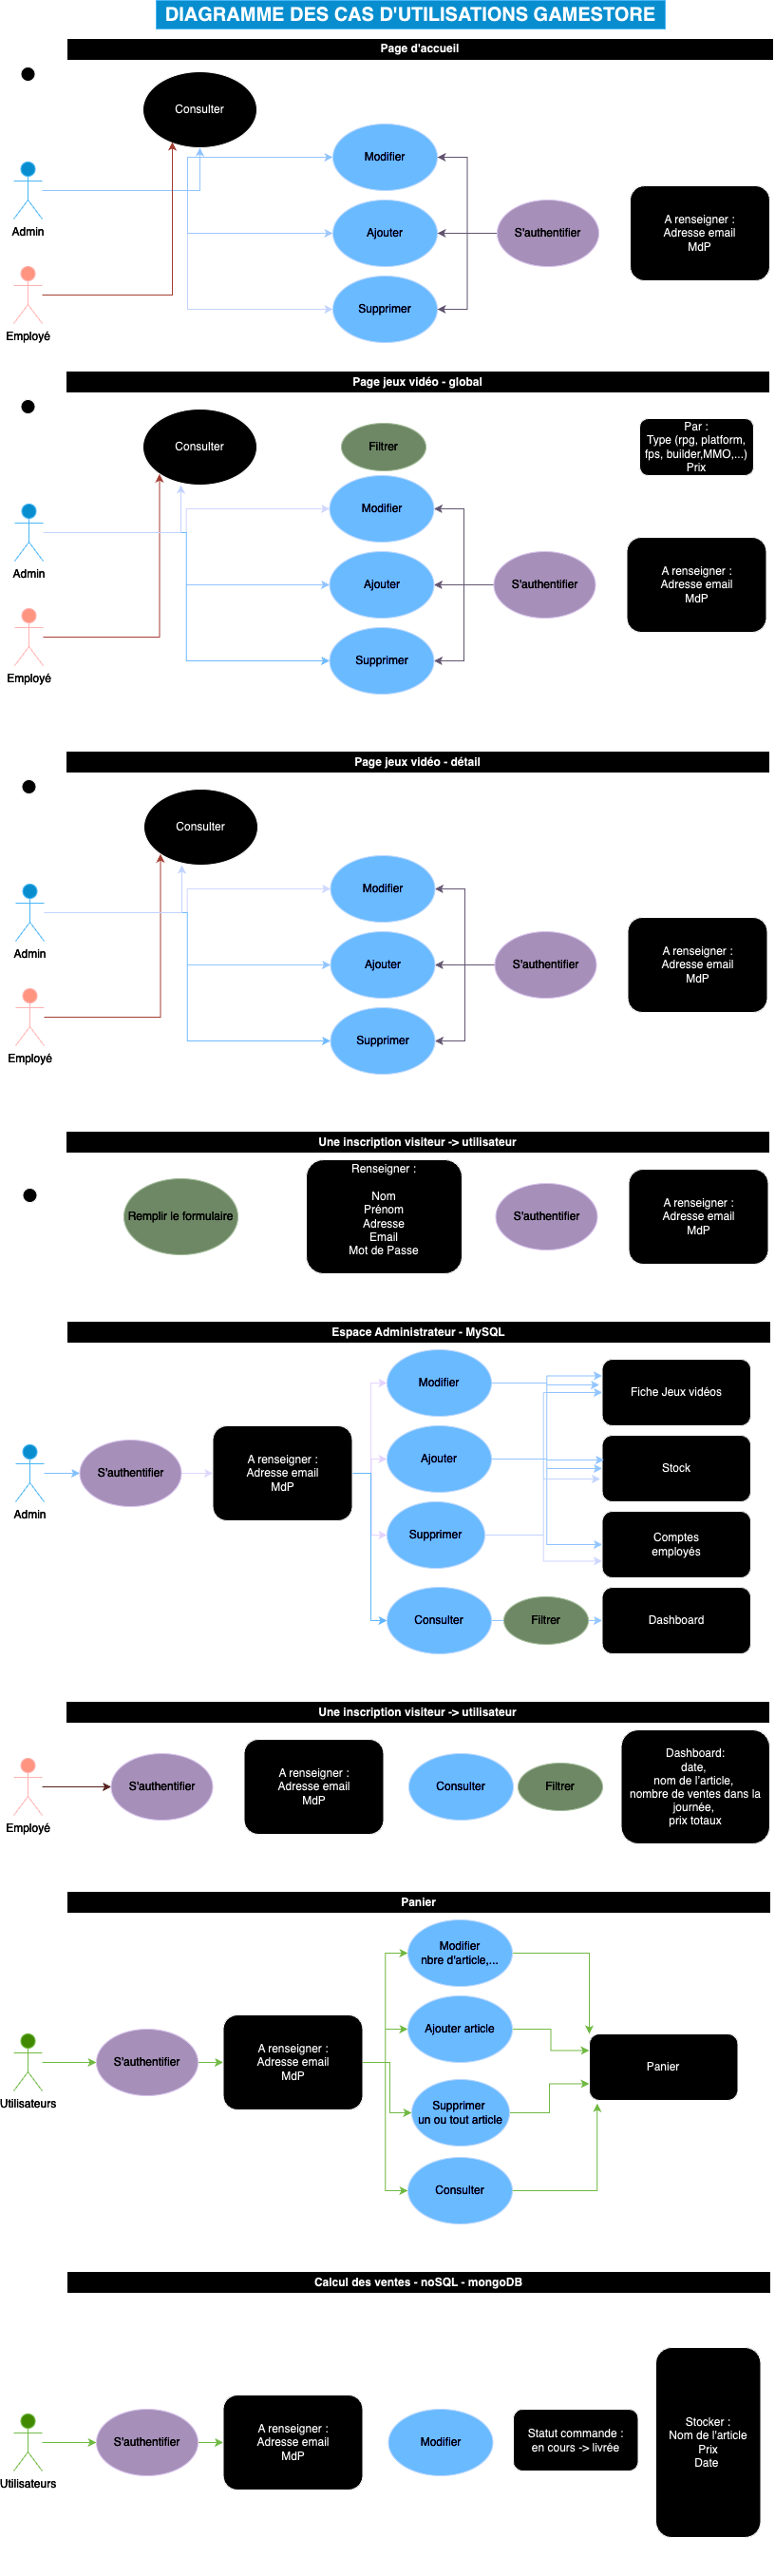 DIAGRAMME DES CAS D'UTILISATIONS GAMESTORE
Page d'accueil
Consulter
Modifier
Admin
Ajouter
S'authentifier
A renseigner :
Adresse email
MdP
Supprimer
Employé
Page jeux vidéo - global
Consulter
Filtrer
Par :
Type (rpg, platform,
fps, builder,MMO,...)
Prix
Modifier
Admin
Ajouter
S'authentifier
A renseigner :
Adresse email
MdP
Supprimer
Employé
Page jeux vidéo - détail
Consulter
Modifier
Admin
Ajouter
S'authentifier
A renseigner :
Adresse email
MdP
Supprimer
Employé
Une inscription visiteur -> utilisateur
Remplir le formulaire
Renseigner :
Nom
Prénom
Adresse
Email
Mot de Passe
S'authentifier
A renseigner :
Adresse email
MdP
Espace Administrateur - MySQL
Admin
S'authentifier
A renseigner :
Adresse email
MdP
Modifier
Fiche Jeux vidéos
Ajouter
Stock
Supprimer
Comptes
employés
Consulter
Filtrer
Dashboard
Une inscription visiteur -> utilisateur
Employé
S'authentifier
A renseigner :
Adresse email
MdP
Consulter
Filtrer
Dashboard:
date,
nom de l'article,
nombre de ventes dans la
journée,
prix totaux
Panier
Utilisateurs
S'authentifier
A renseigner :
Adresse email
MdP
Modifier
nbre d'article,...
Ajouter article
Supprimer
un ou tout article
Consulter
Panier
Calcul des ventes - noSQL - mongoDB
Utilisateurs
S'authentifier
A renseigner :
Adresse email
MdP
Modifier
Statut commande :
en cours -> livrée
Stocker :
Nom de l'article
Prix
Date